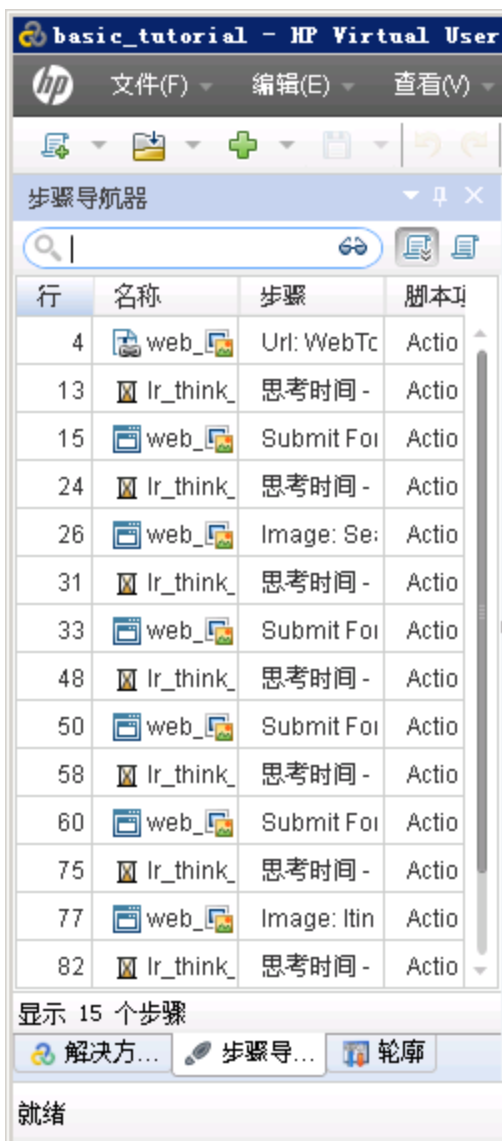 basic_tutorial - HP Virtual User
hp 文件(F) 编辑(E) 查看(V)
步骤导航器
行 名称 步骤 脚本项
4 web_ Url: WebTc Actio
13 lr_think_ 思考时间 - Actio
15 web_ Submit For Actio
24 lr_think_ 思考时间 - Actio
26 web_ Image: Sea Actio
31 lr_think_ 思考时间 - Actio
33 web_ Submit For Actio
48 lr_think_ 思考时间 - Actio
50 web_ Submit For Actio
58 lr_think_ 思考时间 - Actio
60 web_ Submit For Actio
75 lr_think_ 思考时间 - Actio
77 web_ Image: Itin Actio
82 lr_think_ 思考时间 - Actio
显示 15 个步骤
解决方... 步骤导... 轮廓
就绪